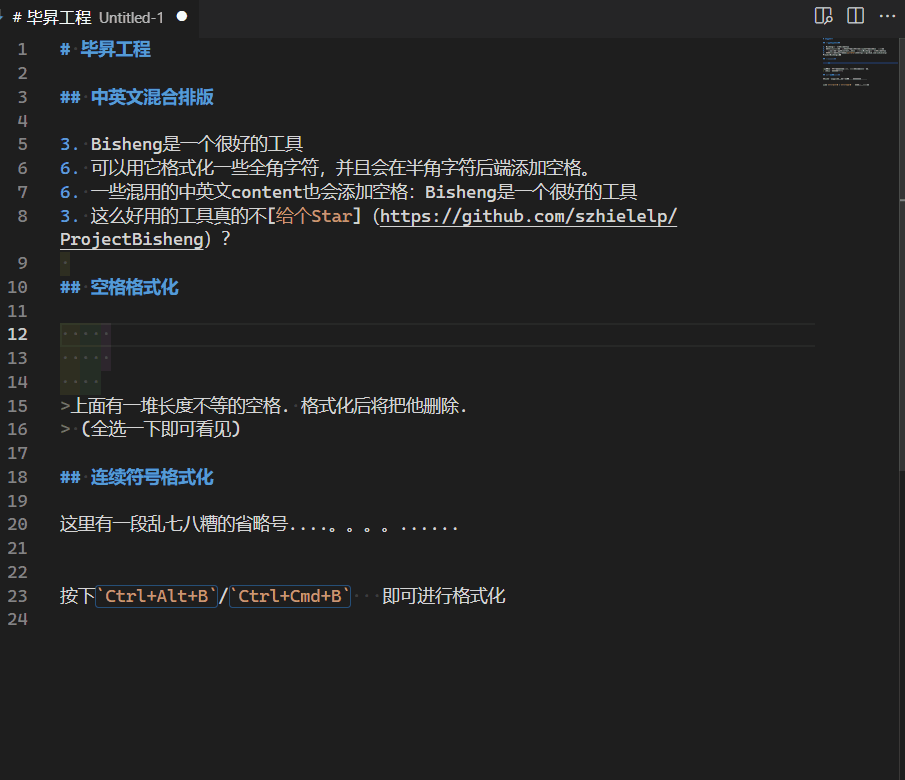 # 毕昇工程 Untitled-1
1 # 毕昇工程
2
3 ## 中英文混合排版
4
5 3. Bisheng是一个很好的工具
6 6. 可以用它格式化一些全角字符，并且会在半角字符后端添加空格。
7 6. 一些混用的中英文content也会添加空格：Bisheng是一个很好的工具
8 3. 这么好用的工具真的不[给个Star]（https://github.com/szhielelp/
ProjectBisheng）？
9
10 ## 空格格式化
11
12
13
14
15 >上面有一堆长度不等的空格. 格式化后将把他删除.
16 > (全选一下即可看见)
17
18 ## 连续符号格式化
19
20 这里有一段乱七八糟的省略号....。。。。......
21
22
23 按下`Ctrl+Alt+B`/`Ctrl+Cmd+B`   即可进行格式化
24